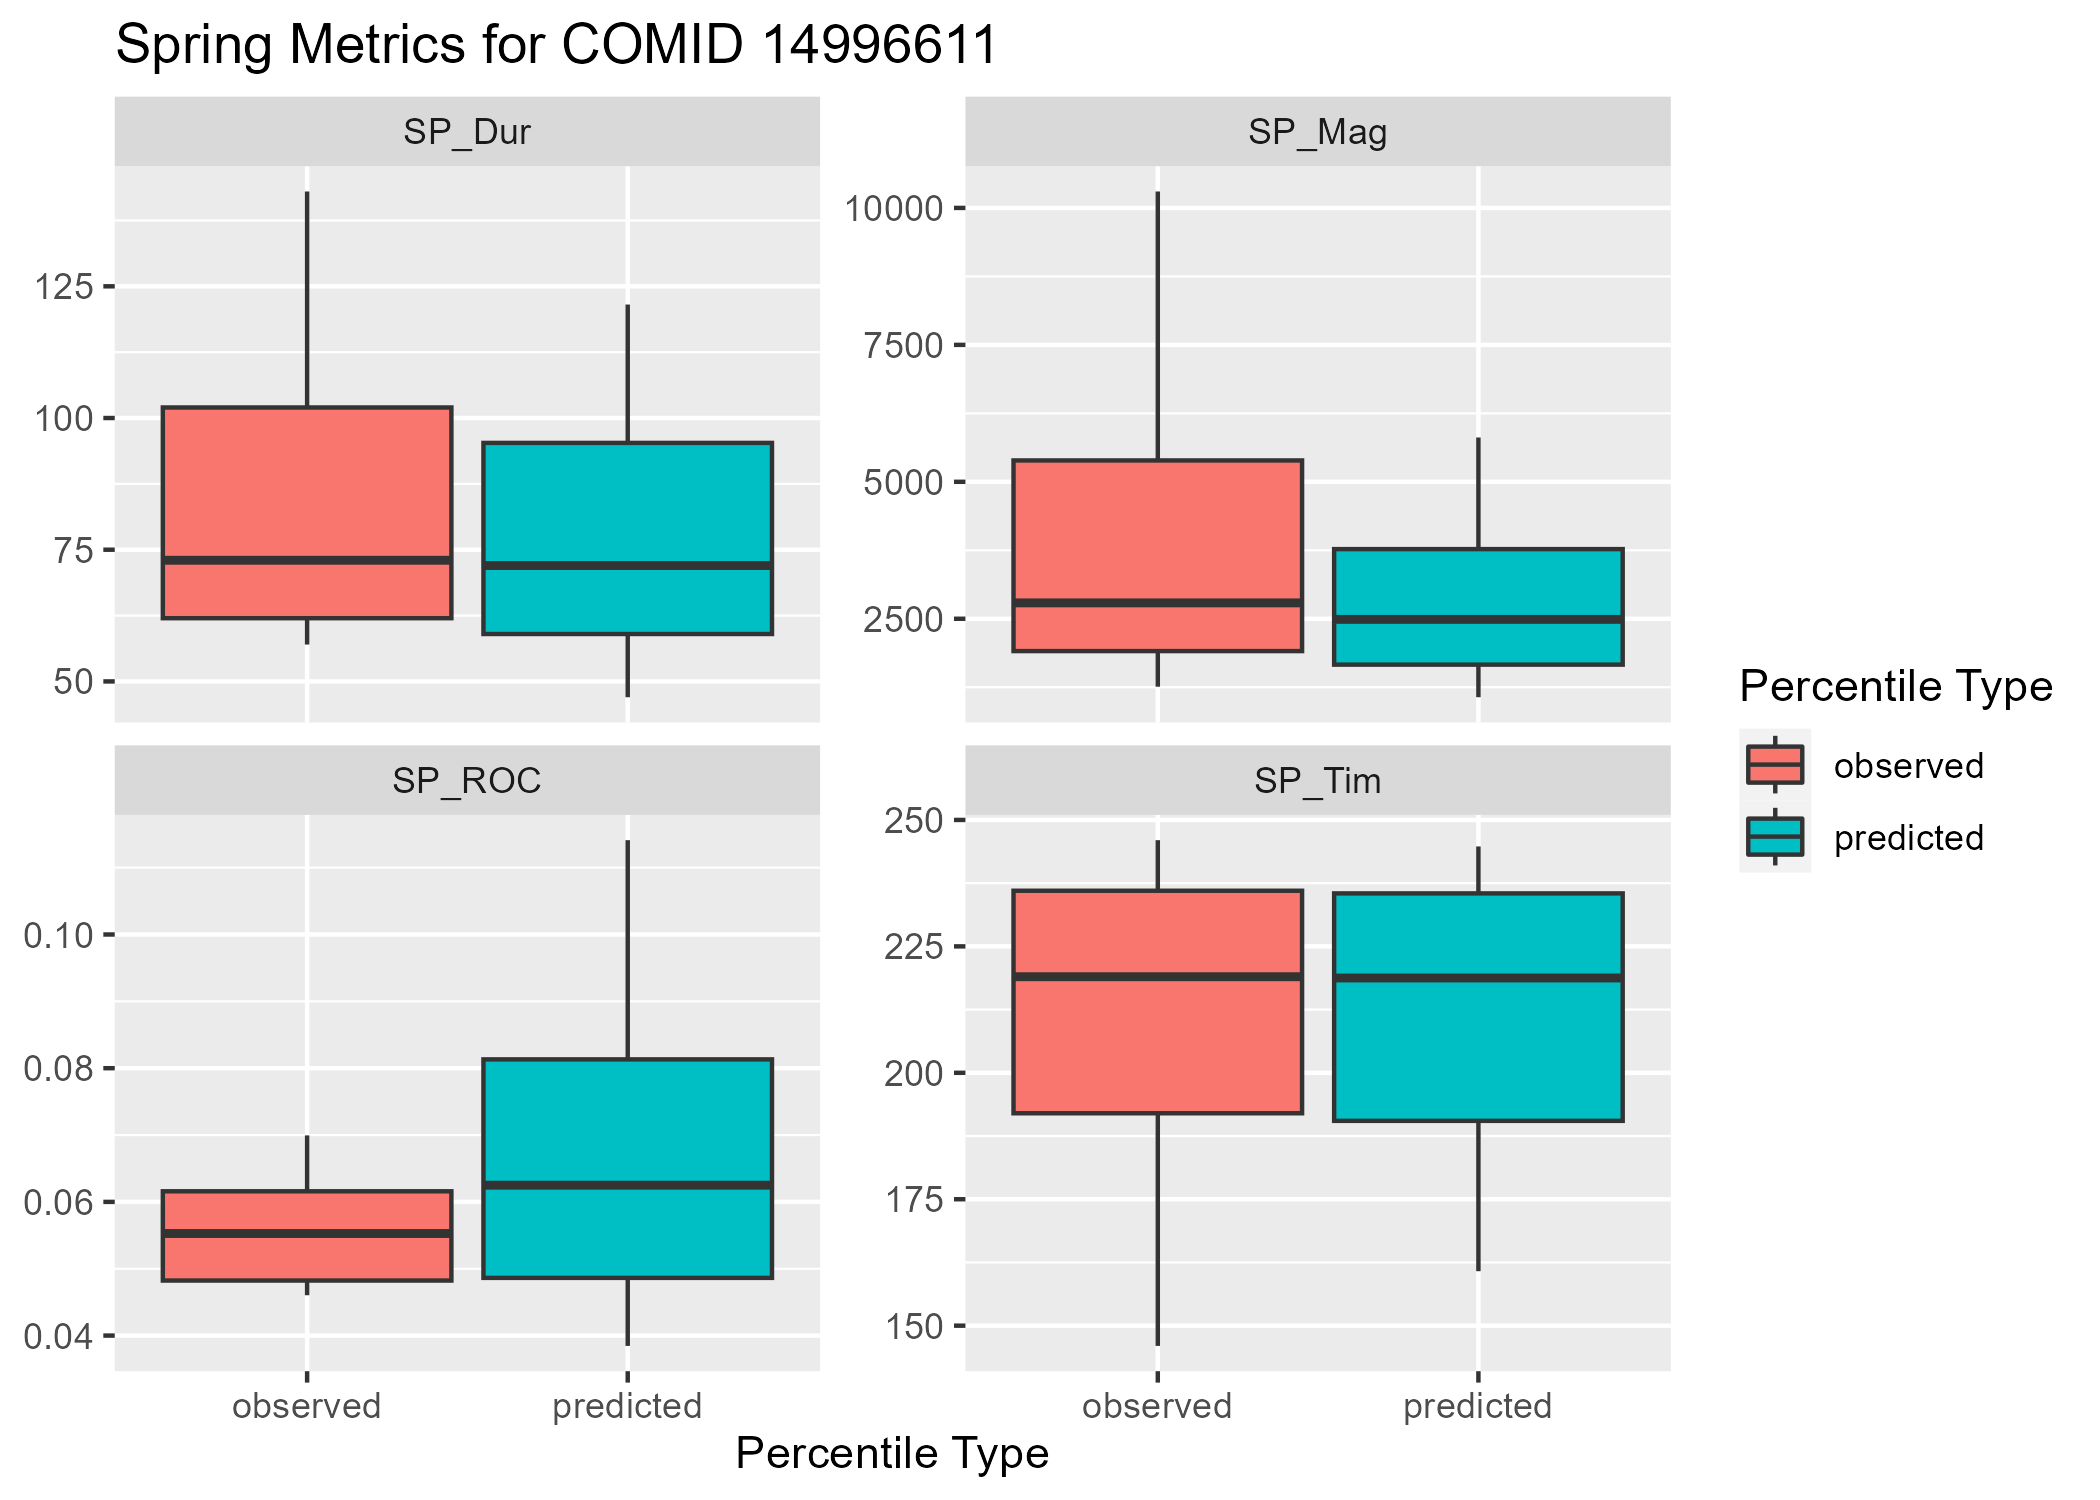 Spring Metrics for COMID 14996611
SP_Dur
SP_Mag
125
100
75
50
10000
7500
5000
2500
SP_ROC
SP_Tim
0.10
0.08
0.06
0.04
250
225
200
175
150
observed
predicted
observed
predicted
Percentile Type
Percentile Type
observed
predicted